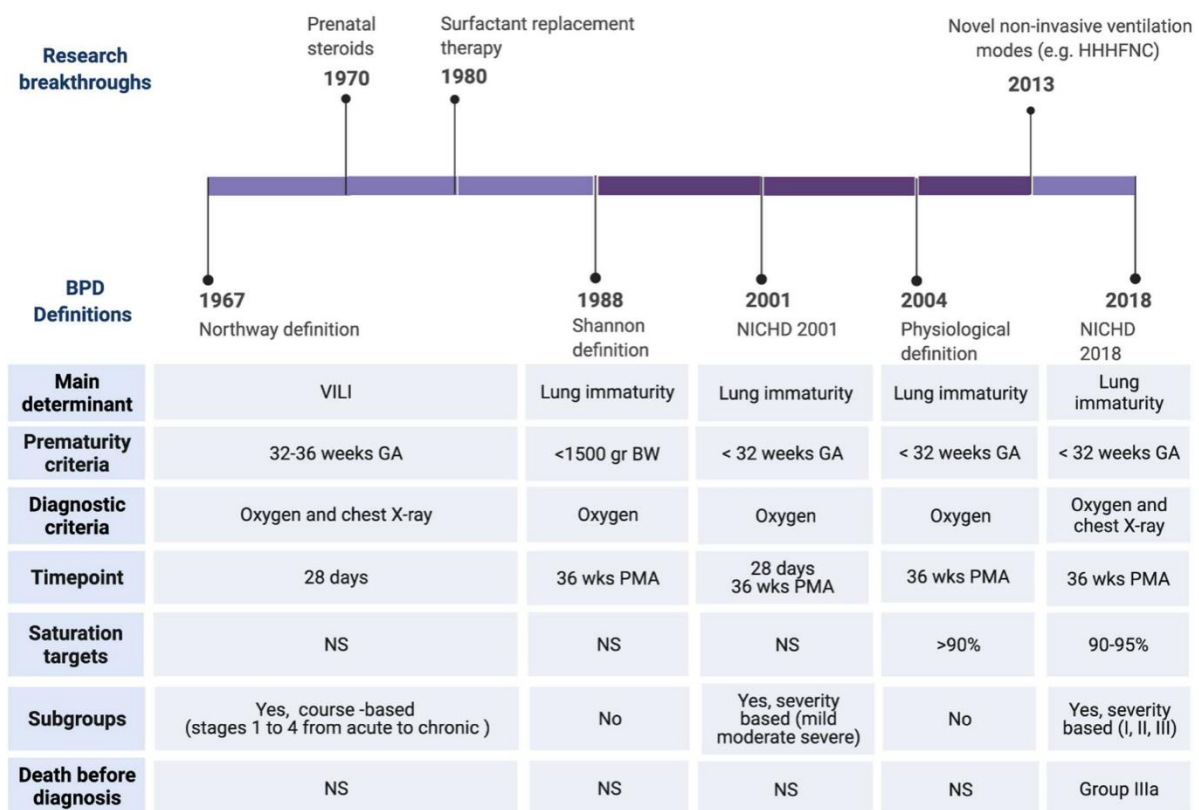 Research
breakthroughs
Prenatal
steroids
1970
Surfactant replacement
therapy
1980
Novel non-invasive ventilation
modes (e.g. HHHFNC)
2013
BPD
Definitions
1967
Northway definition
1988
Shannon
definition
2001
NICHD 2001
2004
Physiological
definition
2018
NICHD
2018
Main
determinant
VILI
Lung immaturity
Lung immaturity
Lung immaturity
Lung
immaturity
Prematurity
criteria
32-36 weeks GA
<1500 gr BW
< 32 weeks GA
< 32 weeks GA
< 32 weeks GA
Diagnostic
criteria
Oxygen and chest X-ray
Oxygen
Oxygen
Oxygen
Oxygen and
chest X-ray
Timepoint
28 days
36 wks PMA
28 days
36 wks PMA
36 wks PMA
36 wks PMA
Saturation
targets
NS
NS
NS
>90%
90-95%
Subgroups
Yes, course -based
(stages 1 to 4 from acute to chronic )
No
Yes, severity
based (mild
moderate severe)
No
Yes, severity
based (I, II, III)
Death before
diagnosis
NS
NS
NS
NS
Group IIIa